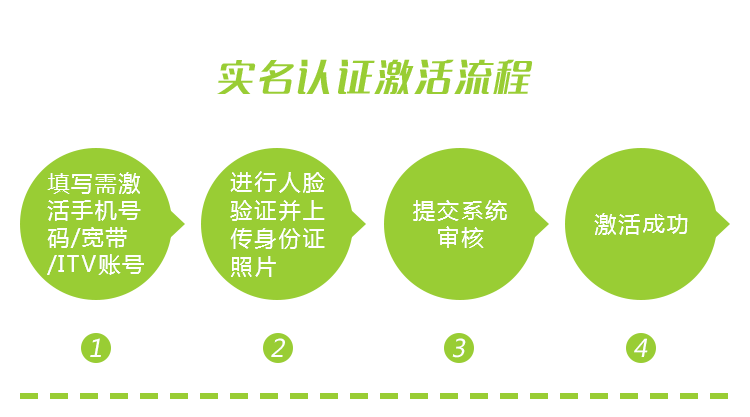 实名认证激活流程
填写需激
活手机号
码/宽带
/ITV账号
进行人脸
验证并上
传身份证
照片
提交系统
审核
激活成功
1
2
3
4